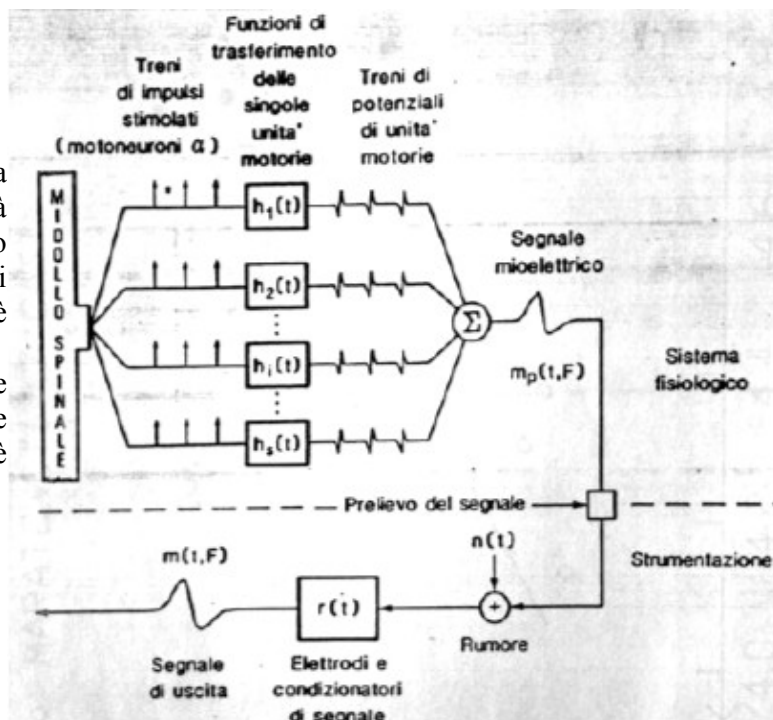 Funzioni di
trasferimento
delle
singole
unita'
motorie
Treni
di impulsi
stimolati
(motoneuroni α)
Treni di
potenziali
di unita'
motorie
a
à
o
i
è
e
e
è
MIDOLLO SPINALE
h₁(t)
h₂(t)
hᵢ(t)
hₛ(t)
Σ
Segnale
mioelettrico
mₚ(t,F)
Sistema
fisiologico
Prelievo del segnale
Strumentazione
n(t)
+
Rumore
r(t)
Elettrodi e
condizionatori
di segnale
m(t,F)
Segnale
di uscita